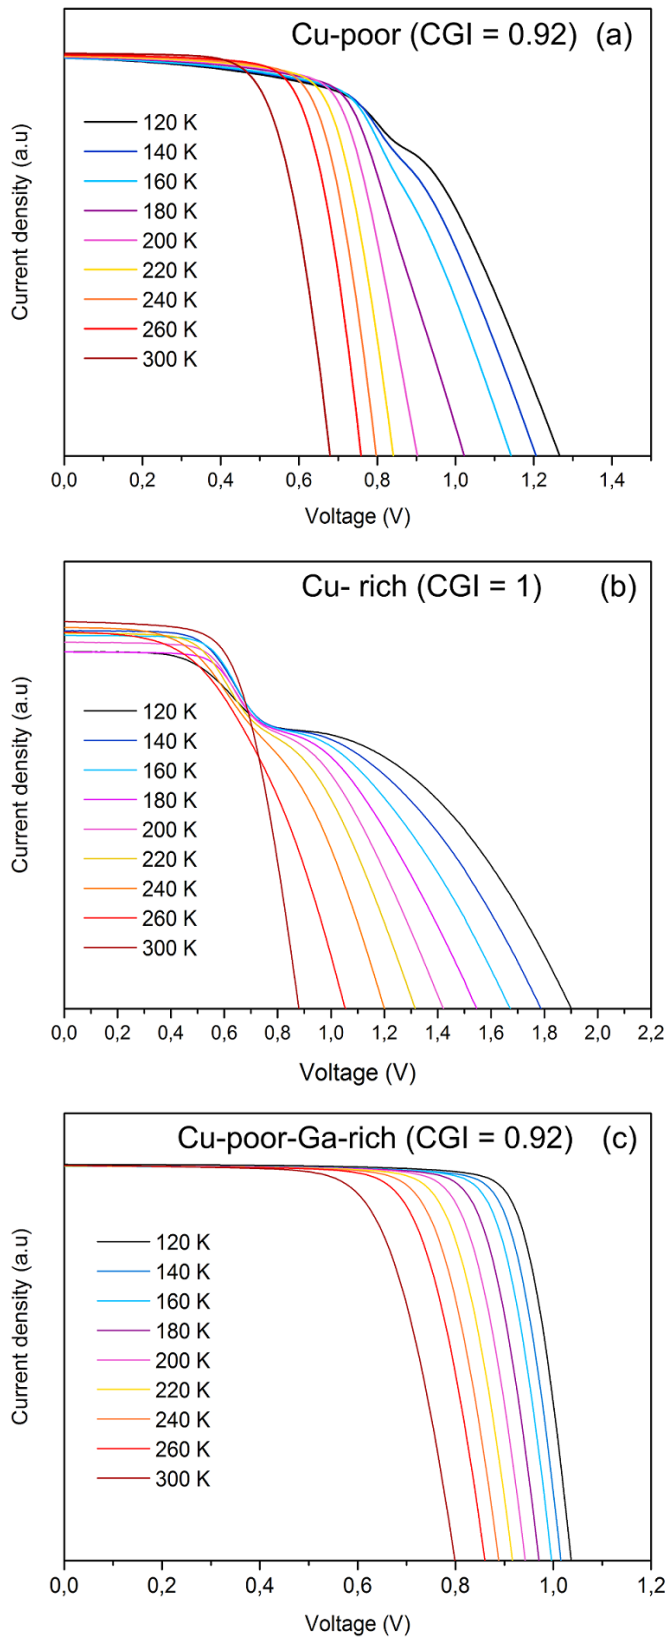 Cu-poor (CGI = 0.92) (a)
Current density (a.u)
120 K
140 K
160 K
180 K
200 K
220 K
240 K
260 K
300 K
0,0 0,2 0,4 0,6 0,8 1,0 1,2 1,4
Voltage (V)
Cu- rich (CGI = 1) (b)
Current density (a.u)
120 K
140 K
160 K
180 K
200 K
220 K
240 K
260 K
300 K
0,0 0,2 0,4 0,6 0,8 1,0 1,2 1,4 1,6 1,8 2,0 2,2
Voltage (V)
Cu-poor-Ga-rich (CGI = 0.92) (c)
Current density (a.u)
120 K
140 K
160 K
180 K
200 K
220 K
240 K
260 K
300 K
0,0 0,2 0,4 0,6 0,8 1,0 1,2
Voltage (V)